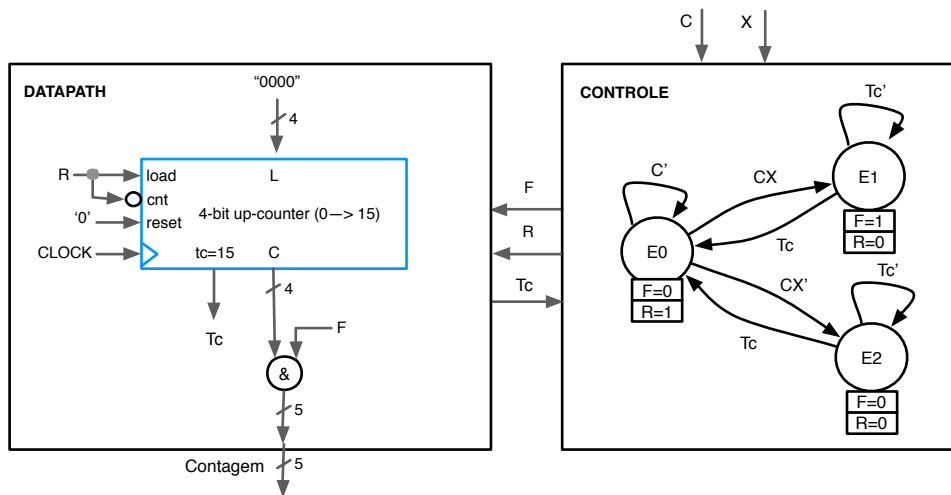 DATAPATH
"0000"
4
R
load
L
cnt
'0'
reset
4-bit up-counter (0—> 15)
CLOCK
tc=15
C
4
Tc
F
&
5
Contagem
5
F
R
Tc
C
X
CONTROLE
Tc'
C'
CX
E1
F=1
R=0
E0
Tc
F=0
R=1
CX'
Tc'
Tc
E2
F=0
R=0